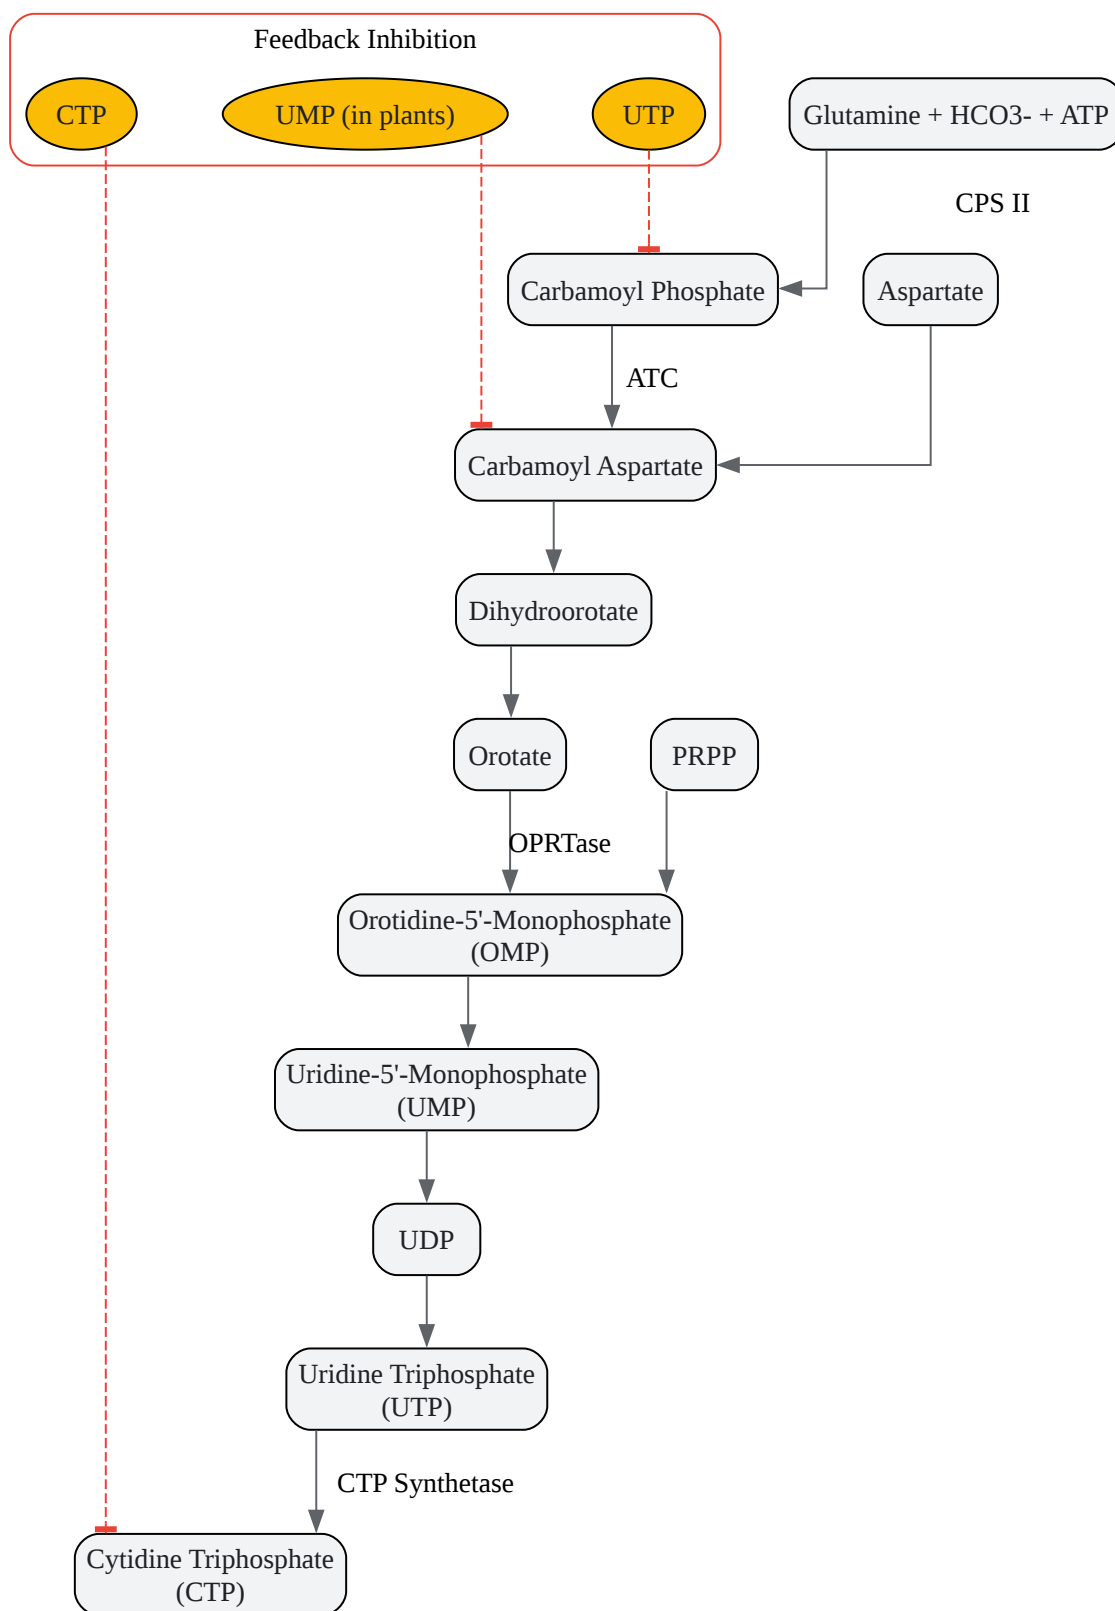 Feedback Inhibition
CTP
UMP (in plants)
UTP
Glutamine + HCO3- + ATP
CPS II
Carbamoyl Phosphate
Aspartate
ATC
Carbamoyl Aspartate
Dihydroorotate
Orotate
PRPP
OPRTase
Orotidine-5'-Monophosphate
(OMP)
Uridine-5'-Monophosphate
(UMP)
UDP
Uridine Triphosphate
(UTP)
CTP Synthetase
Cytidine Triphosphate
(CTP)